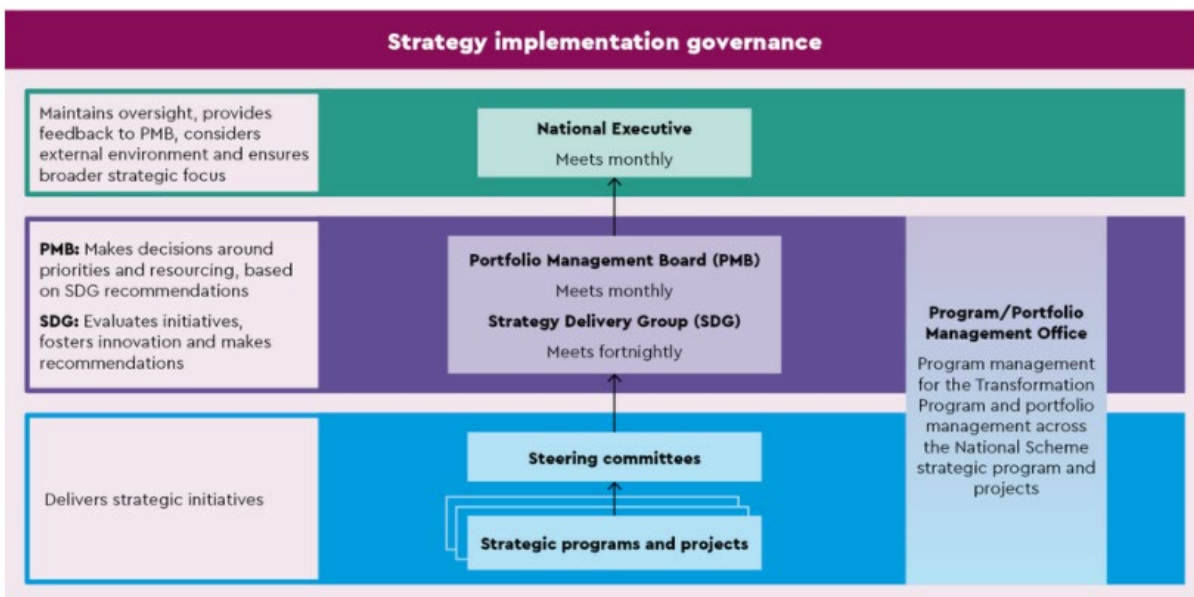 Strategy implementation governance
Maintains oversight, provides
feedback to PMB, considers
external environment and ensures
broader strategic focus
National Executive
Meets monthly
PMB: Makes decisions around
priorities and resourcing, based
on SDG recommendations
SDG: Evaluates initiatives,
fosters innovation and makes
recommendations
Portfolio Management Board (PMB)
Meets monthly
Strategy Delivery Group (SDG)
Meets fortnightly
Program/Portfolio
Management Office
Program management
for the Transformation
Program and portfolio
management across
the National Scheme
strategic program and
projects
Delivers strategic initiatives
Steering committees
Strategic programs and projects